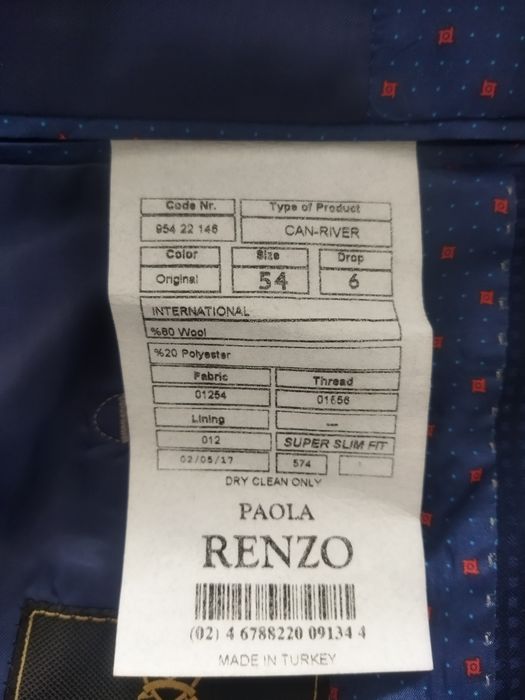 Code Nr. Type of Product
954 22 146 CAN-RIVER
Color Size Drop
Original 54 6
INTERNATIONAL
%80 Wool
%20 Polyester
Fabric Thread
01254 01656
Lining ---
012 SUPER SLIM FIT
02/05/17 574
DRY CLEAN ONLY
PAOLA
RENZO
(02) 4 6788220 09134 4
MADE IN TURKEY